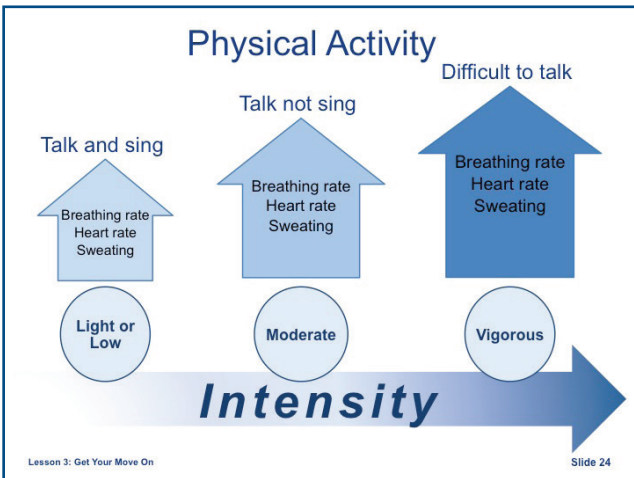 Physical Activity
Talk and sing
Talk not sing
Difficult to talk
Breathing rate
Heart rate
Sweating
Breathing rate
Heart rate
Sweating
Breathing rate
Heart rate
Sweating
Light or
Low
Moderate
Vigorous
Intensity
Lesson 3: Get Your Move On
Slide 24